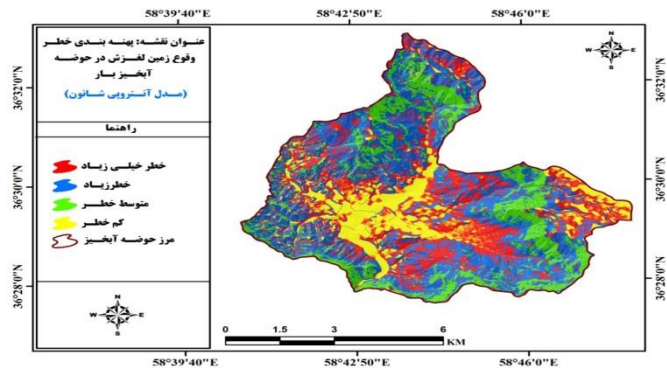 58°39'40"E 58°42'50"E 58°46'0"E
عنوان نقشه: پهنه بندی خطر
وقوع زمین لغزش در حوضه
آبخیز بار
(مدل آنتروپی شانون)
راهنما
خطر خیلی زیاد
خطر زیاد
متوسط خطر
کم خطر
مرز حوضه آبخیز
N
W E
S
N
W E
S
36°32'0"N
36°30'0"N
36°28'0"N
36°32'0"N
36°30'0"N
36°28'0"N
0 1.5 3 6
KM
58°39'40"E 58°42'50"E 58°46'0"E